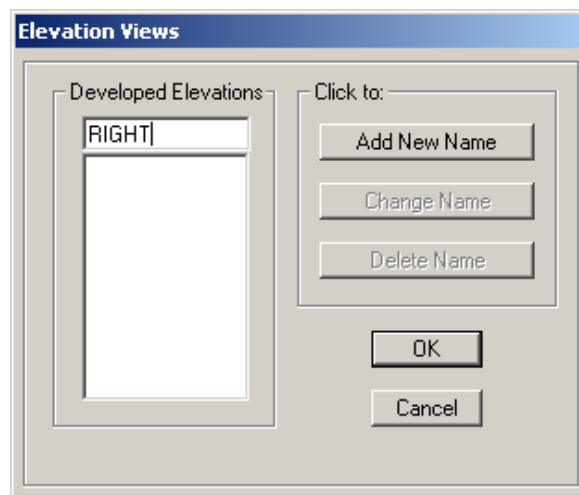 Elevation Views
Developed Elevations
RIGHT
Click to:
Add New Name
Change Name
Delete Name
OK
Cancel